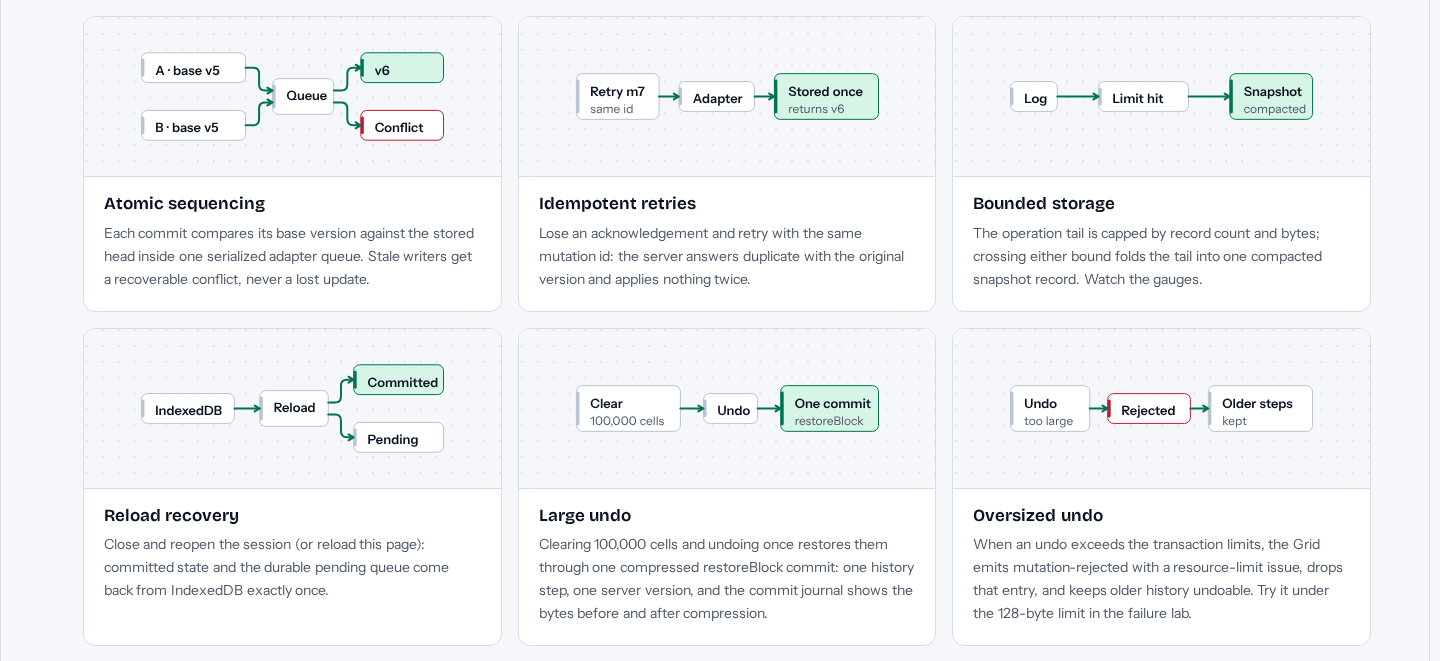 A · base v5
B · base v5
Queue
v6
Conflict
Atomic sequencing
Each commit compares its base version against the stored
head inside one serialized adapter queue. Stale writers get
a recoverable conflict, never a lost update.
Retry m7
same id
Adapter
Stored once
returns v6
Idempotent retries
Lose an acknowledgement and retry with the same
mutation id: the server answers duplicate with the original
version and applies nothing twice.
Log
Limit hit
Snapshot
compacted
Bounded storage
The operation tail is capped by record count and bytes;
crossing either bound folds the tail into one compacted
snapshot record. Watch the gauges.
IndexedDB
Reload
Committed
Pending
Reload recovery
Close and reopen the session (or reload this page):
committed state and the durable pending queue come
back from IndexedDB exactly once.
Clear
100,000 cells
Undo
One commit
restoreBlock
Large undo
Clearing 100,000 cells and undoing once restores them
through one compressed restoreBlock commit: one history
step, one server version, and the commit journal shows the
bytes before and after compression.
Undo
too large
Rejected
Older steps
kept
Oversized undo
When an undo exceeds the transaction limits, the Grid
emits mutation-rejected with a resource-limit issue, drops
that entry, and keeps older history undoable. Try it under
the 128-byte limit in the failure lab.